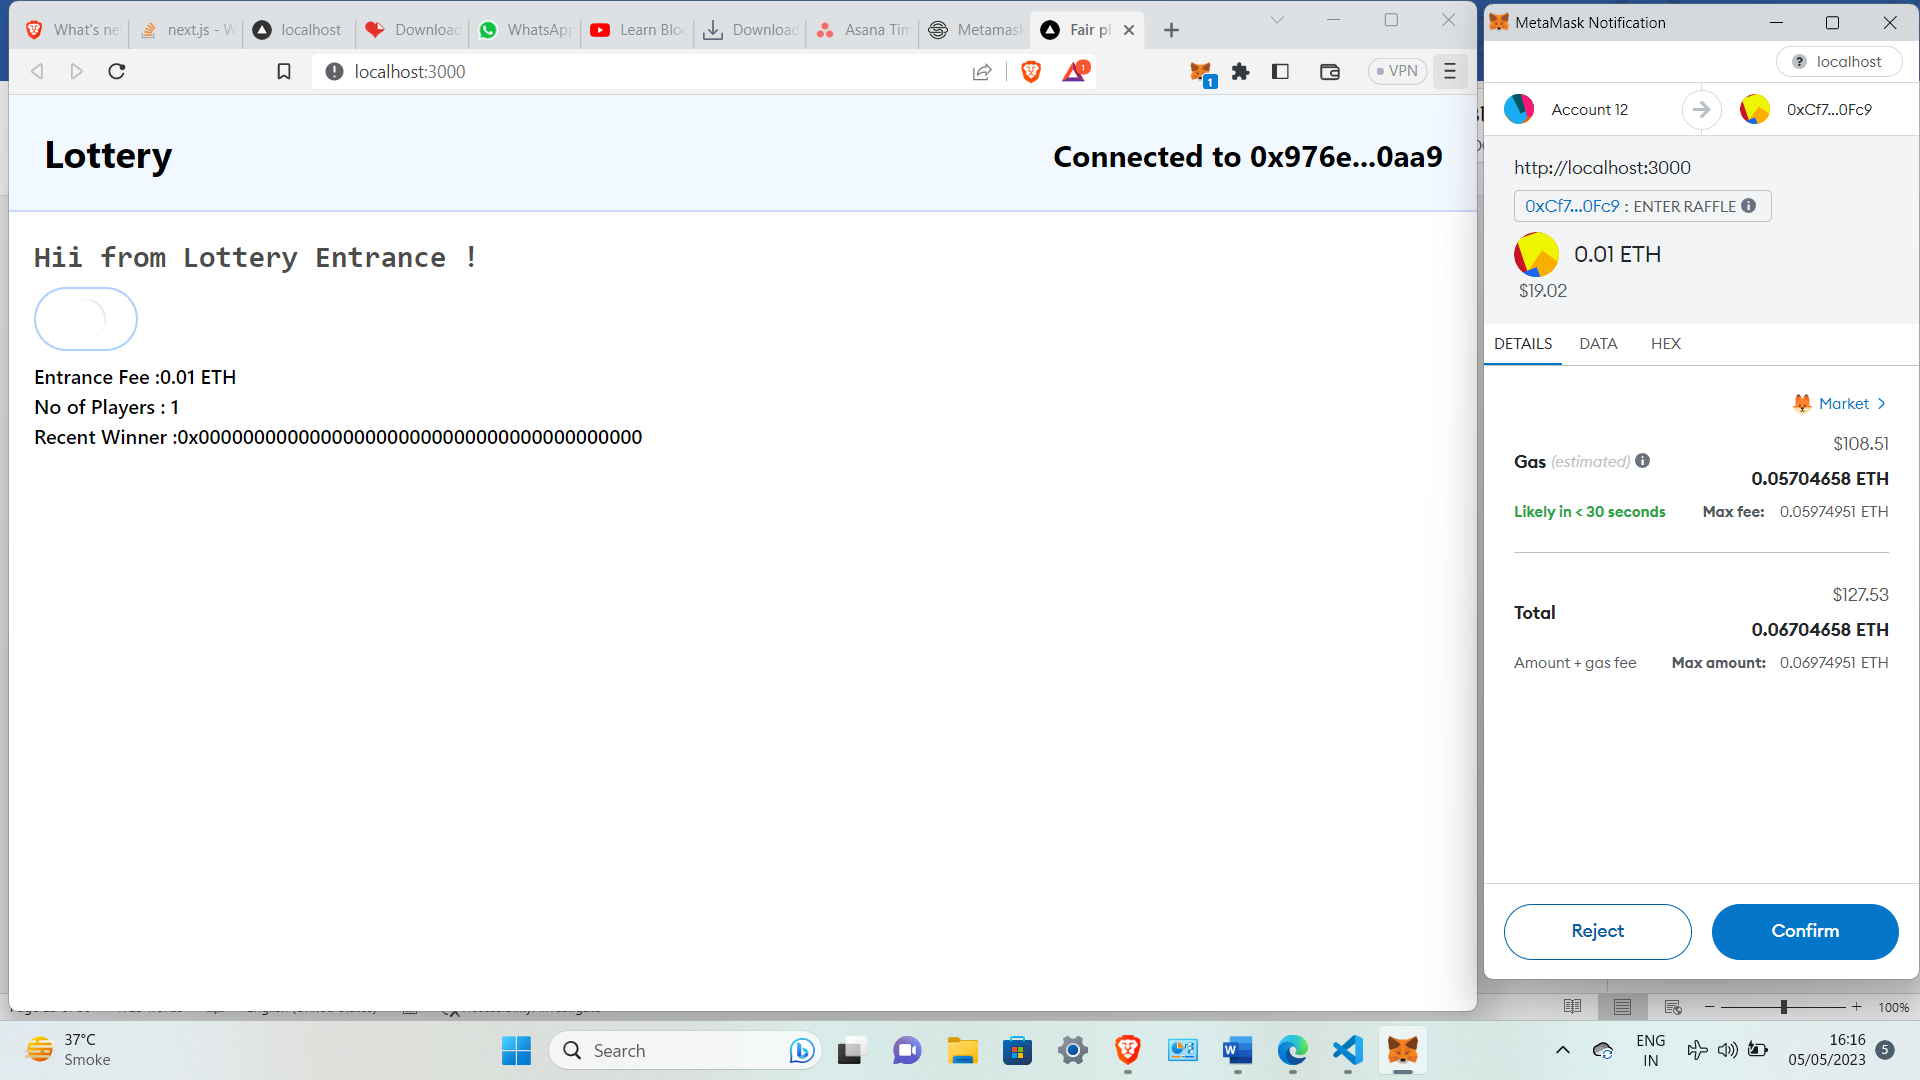 What's ne
next.js - W
localhost
Download
WhatsApp
Learn Bloc
Download
Asana Tim
Metamask
Fair pl
localhost:3000
1
1
VPN
Lottery
Connected to 0x976e...0aa9
Hii from Lottery Entrance !
Entrance Fee :0.01 ETH
No of Players : 1
Recent Winner :0x0000000000000000000000000000000000000000
MetaMask Notification
localhost
Account 12
0xCf7...0Fc9
http://localhost:3000
0xCf7...0Fc9 : ENTER RAFFLE
0.01 ETH
$19.02
DETAILS
DATA
HEX
Market >
$108.51
Gas (estimated)
0.05704658 ETH
Likely in < 30 seconds
Max fee: 0.05974951 ETH
$127.53
Total
0.06704658 ETH
Amount + gas fee
Max amount: 0.06974951 ETH
Reject
Confirm
100%
37°C
Smoke
Search
ENG
IN
16:16
05/05/2023
5